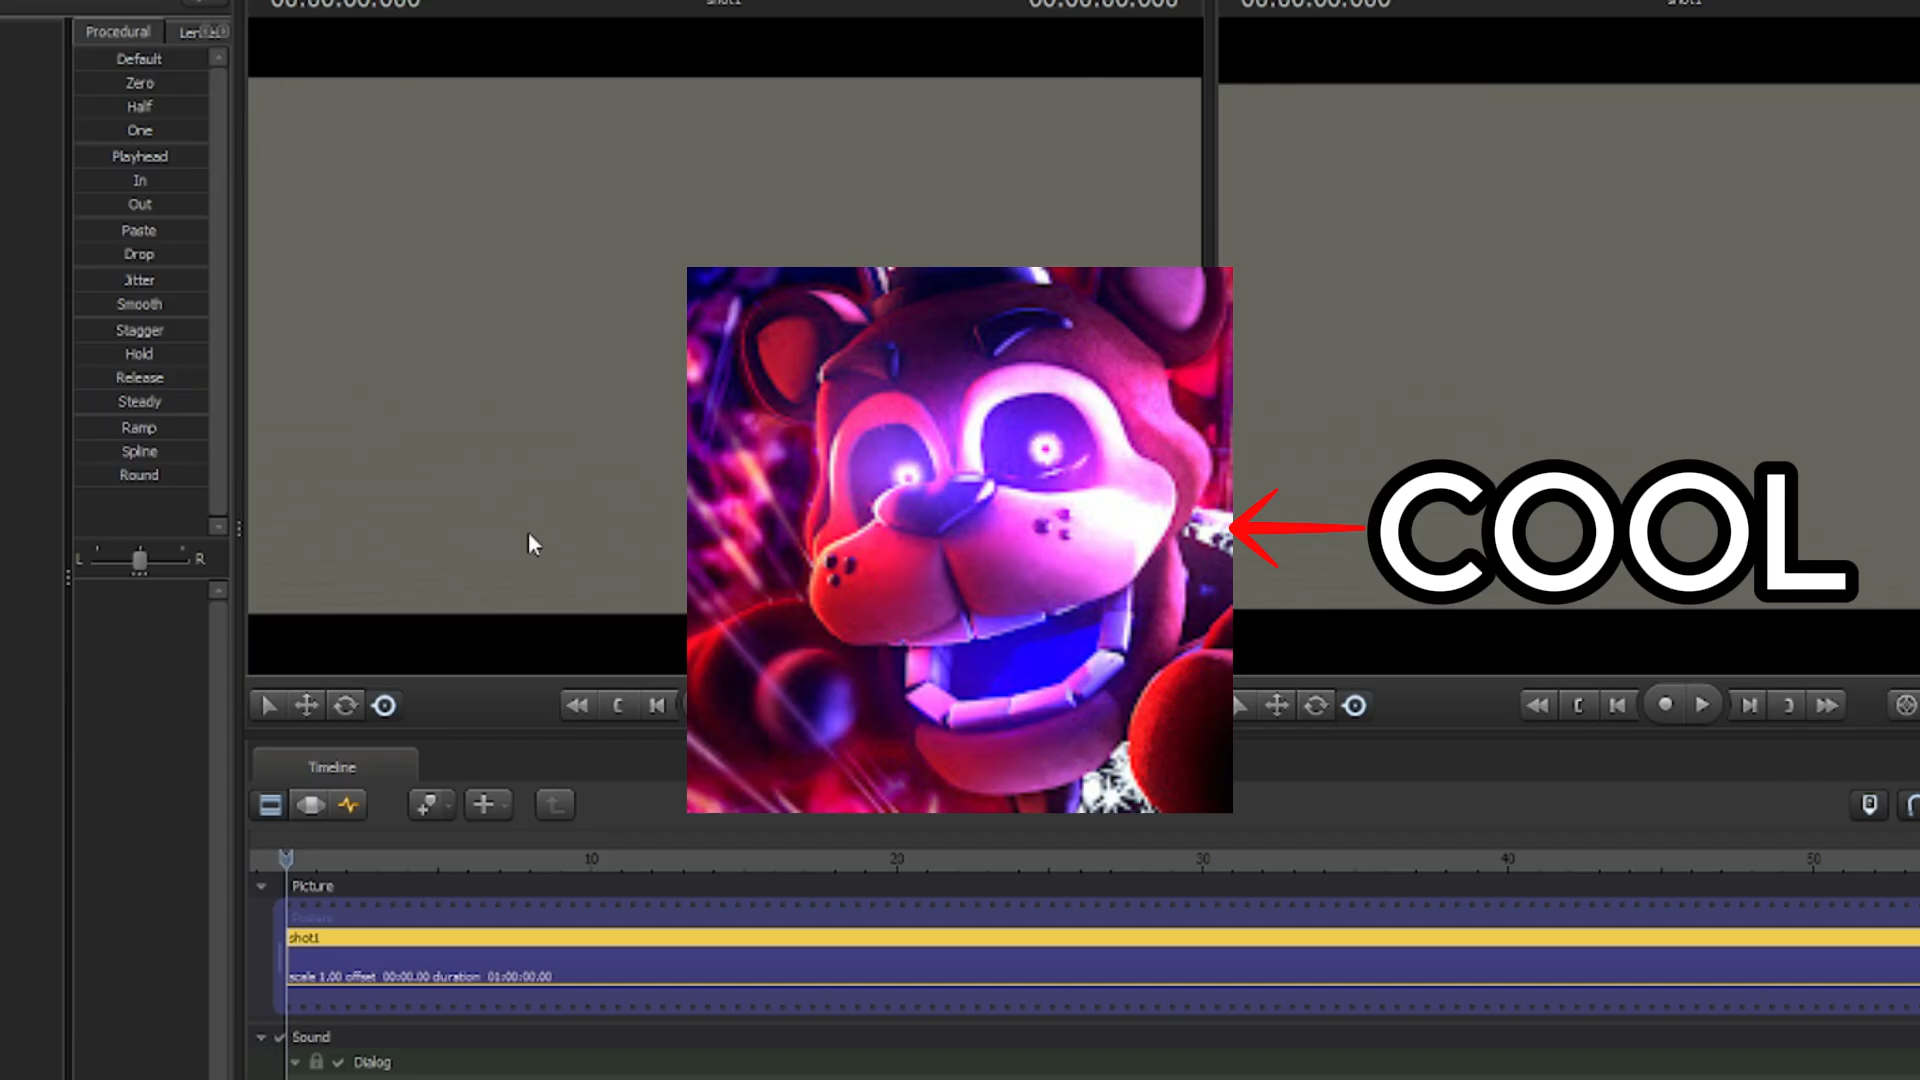 shot1
shot1
Procedural
Default
Zero
Half
One
Playhead
In
Out
Paste
Drop
Jitter
Smooth
Stagger
Hold
Release
Steady
Ramp
Spline
Round
L R
COOL
Timeline
10 20 30 40 50
Picture
shot1
scale 1.00 offset 00:00.00 duration 01:00:00.00
Sound
Dialog